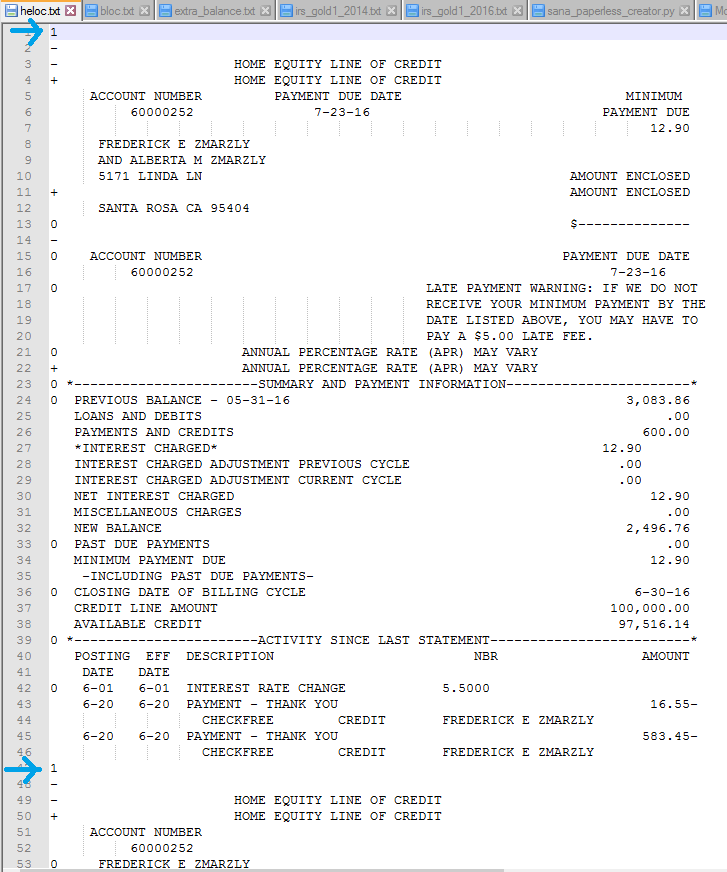 heloc.txt bloc.txt extra_balance.txt irs_gold1_2014.txt irs_gold1_2016.txt sana_paperless_creator.py Mo
1
2 -
3 - HOME EQUITY LINE OF CREDIT
4 + HOME EQUITY LINE OF CREDIT
5 ACCOUNT NUMBER PAYMENT DUE DATE MINIMUM
6 60000252 7-23-16 PAYMENT DUE
7 12.90
8 FREDERICK E ZMARZLY
9 AND ALBERTA M ZMARZLY
10 5171 LINDA LN AMOUNT ENCLOSED
11 + AMOUNT ENCLOSED
12 SANTA ROSA CA 95404
13 0 $--------------
14 -
15 0 ACCOUNT NUMBER PAYMENT DUE DATE
16 60000252 7-23-16
17 0 LATE PAYMENT WARNING: IF WE DO NOT
18 RECEIVE YOUR MINIMUM PAYMENT BY THE
19 DATE LISTED ABOVE, YOU MAY HAVE TO
20 PAY A $5.00 LATE FEE.
21 0 ANNUAL PERCENTAGE RATE (APR) MAY VARY
22 + ANNUAL PERCENTAGE RATE (APR) MAY VARY
23 0 *-----------------------SUMMARY AND PAYMENT INFORMATION-----------------------*
24 0 PREVIOUS BALANCE - 05-31-16 3,083.86
25 LOANS AND DEBITS .00
26 PAYMENTS AND CREDITS 600.00
27 *INTEREST CHARGED* 12.90
28 INTEREST CHARGED ADJUSTMENT PREVIOUS CYCLE .00
29 INTEREST CHARGED ADJUSTMENT CURRENT CYCLE .00
30 NET INTEREST CHARGED 12.90
31 MISCELLANEOUS CHARGES .00
32 NEW BALANCE 2,496.76
33 0 PAST DUE PAYMENTS .00
34 MINIMUM PAYMENT DUE 12.90
35 -INCLUDING PAST DUE PAYMENTS-
36 0 CLOSING DATE OF BILLING CYCLE 6-30-16
37 CREDIT LINE AMOUNT 100,000.00
38 AVAILABLE CREDIT 97,516.14
39 0 *-----------------------ACTIVITY SINCE LAST STATEMENT-------------------------*
40 POSTING EFF DESCRIPTION NBR AMOUNT
41 DATE DATE
42 0 6-01 6-01 INTEREST RATE CHANGE 5.5000
43 6-20 6-20 PAYMENT - THANK YOU 16.55-
44 CHECKFREE CREDIT FREDERICK E ZMARZLY
45 6-20 6-20 PAYMENT - THANK YOU 583.45-
46 CHECKFREE CREDIT FREDERICK E ZMARZLY
1
48 -
49 - HOME EQUITY LINE OF CREDIT
50 + HOME EQUITY LINE OF CREDIT
51 ACCOUNT NUMBER
52 60000252
53 0 FREDERICK E ZMARZLY